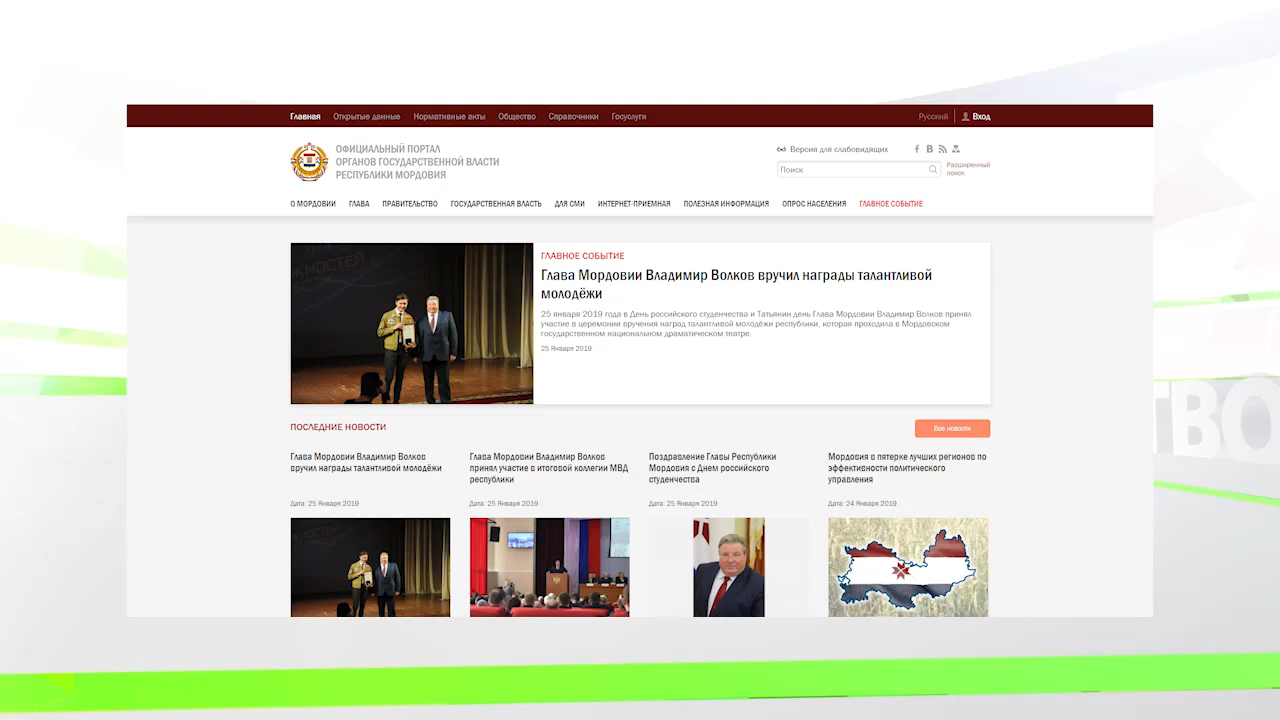 Главная Открытые данные Нормативные акты Общество Справочники Госуслуги Русский Вход
ОФИЦИАЛЬНЫЙ ПОРТАЛ
ОРГАНОВ ГОСУДАРСТВЕННОЙ ВЛАСТИ
РЕСПУБЛИКИ МОРДОВИЯ
Версия для слабовидящих
Поиск
Расширенный
поиск
О МОРДОВИИ ГЛАВА ПРАВИТЕЛЬСТВО ГОСУДАРСТВЕННАЯ ВЛАСТЬ ДЛЯ СМИ ИНТЕРНЕТ-ПРИЕМНАЯ ПОЛЕЗНАЯ ИНФОРМАЦИЯ ОПРОС НАСЕЛЕНИЯ ГЛАВНОЕ СОБЫТИЕ
ГЛАВНОЕ СОБЫТИЕ
Глава Мордовии Владимир Волков вручил награды талантливой
молодёжи
25 января 2019 года в День российского студенчества и Татьянин день Глава Мордовии Владимир Волков принял
участие в церемонии вручения наград талантливой молодёжи республики, которая проходила в Мордовском
государственном национальном драматическом театре.
25 Января 2019
ПОСЛЕДНИЕ НОВОСТИ
Все новости
Глава Мордовии Владимир Волков
вручил награды талантливой молодёжи
Дата: 25 Января 2019
Глава Мордовии Владимир Волков
принял участие в итоговой коллегии МВД
республики
Дата: 25 Января 2019
Поздравление Главы Республики
Мордовия с Днем российского
студенчества
Дата: 25 Января 2019
Мордовия в пятерке лучших регионов по
эффективности политического
управления
Дата: 24 Января 2019
ТВО